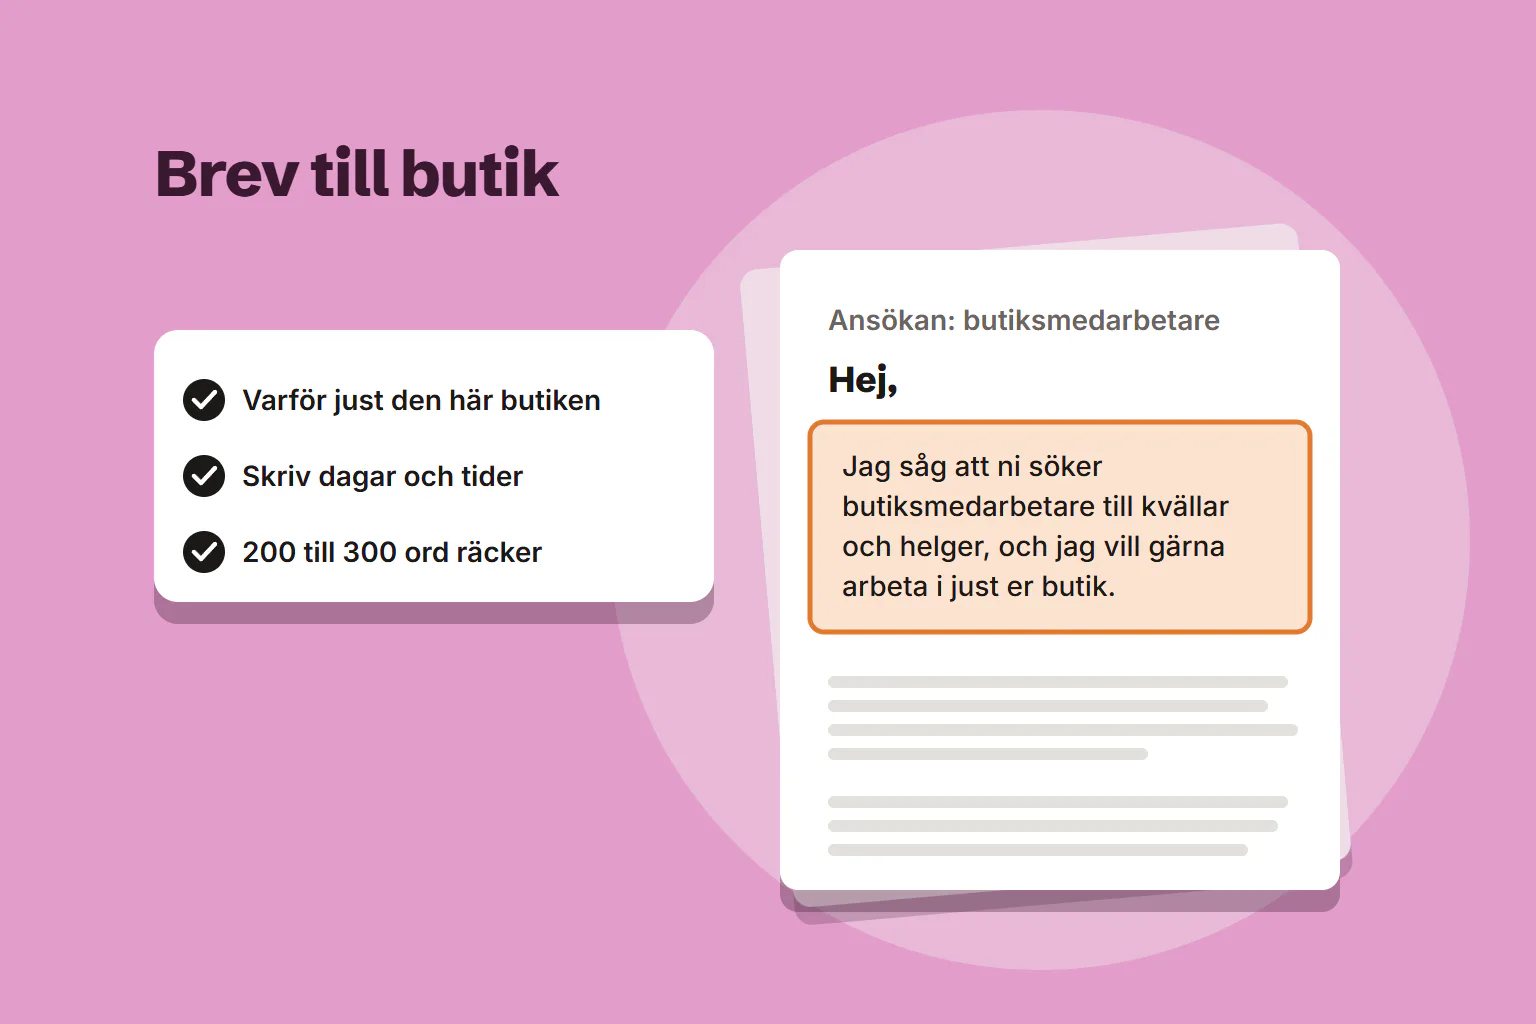 Brev till butik
Varför just den här butiken
Skriv dagar och tider
200 till 300 ord räcker
Ansökan: butiksmedarbetare
Hej,
Jag såg att ni söker
butiksmedarbetare till kvällar
och helger, och jag vill gärna
arbeta i just er butik.